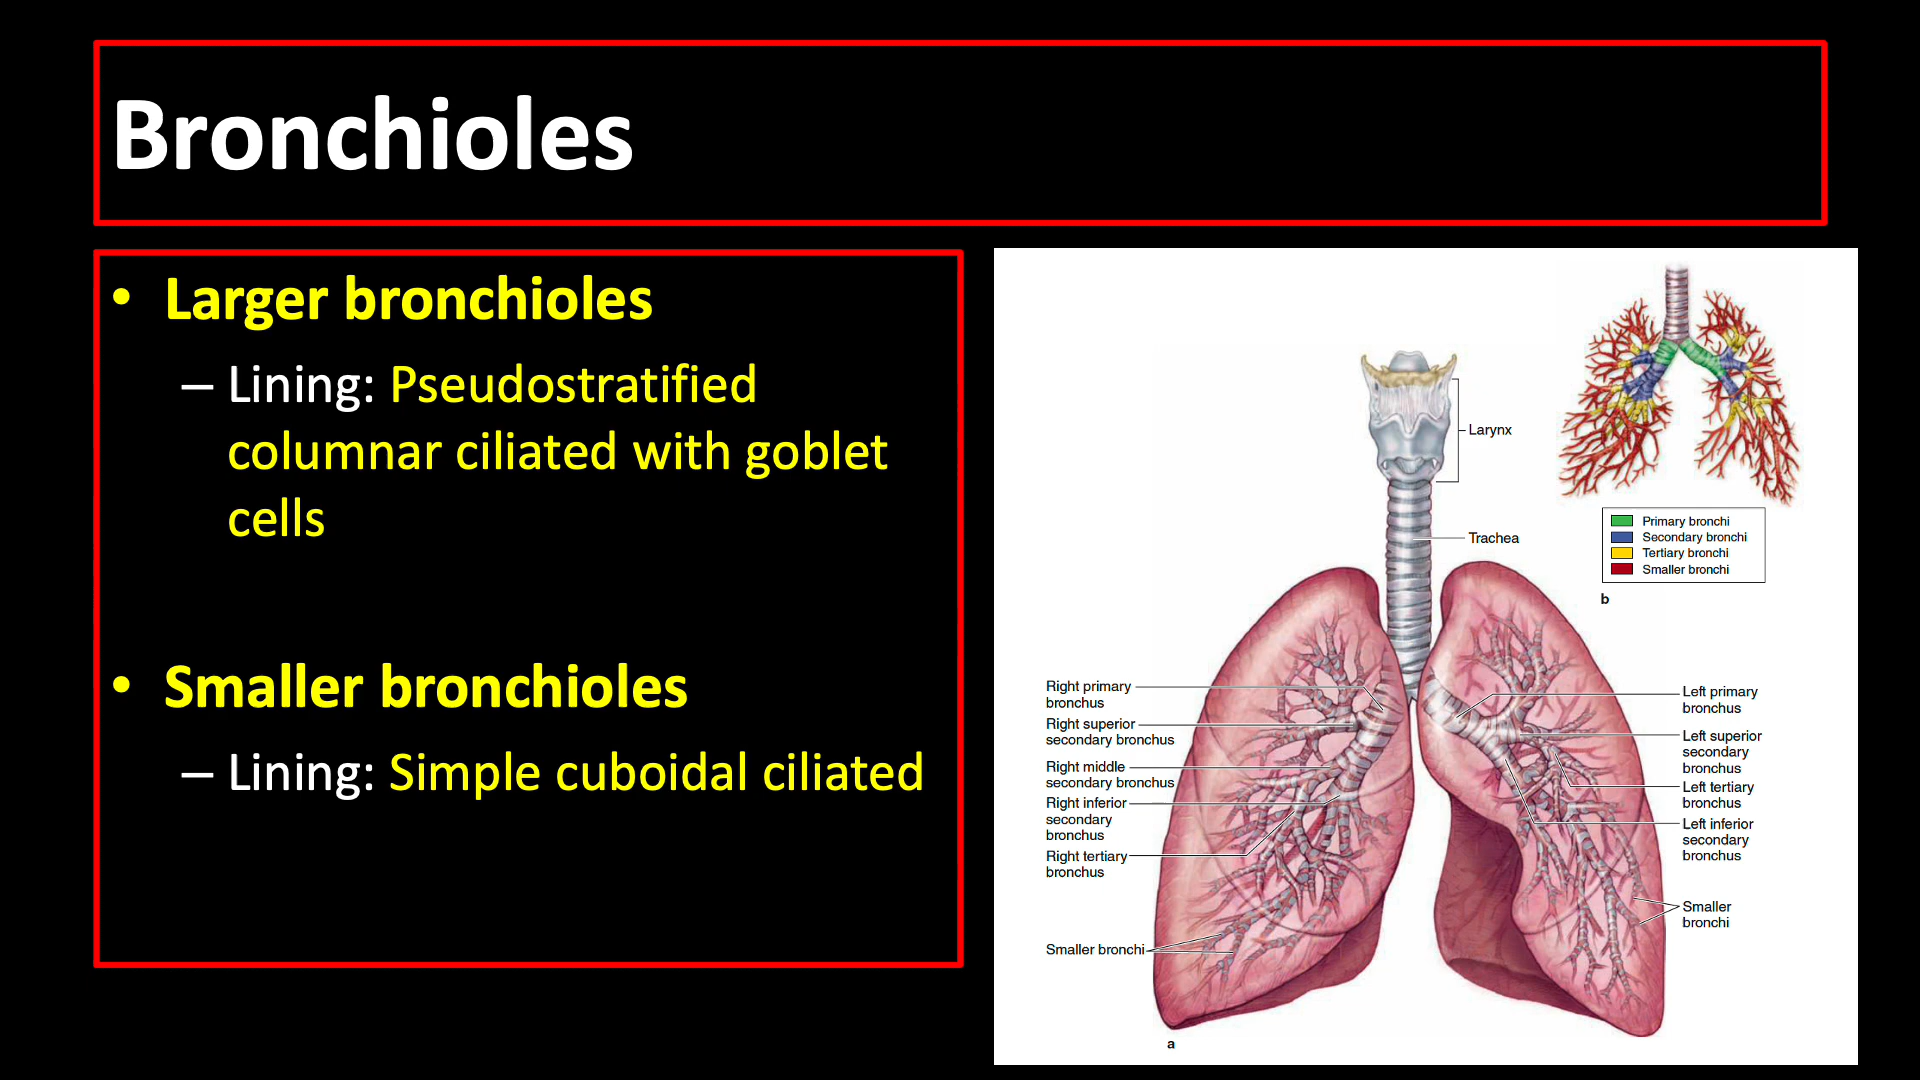 Bronchioles
• Larger bronchioles
– Lining: Pseudostratified
columnar ciliated with goblet
cells
• Smaller bronchioles
– Lining: Simple cuboidal ciliated
Larynx
Trachea
Primary bronchi
Secondary bronchi
Tertiary bronchi
Smaller bronchi
b
Right primary
bronchus
Right superior
secondary bronchus
Right middle
secondary bronchus
Right inferior
secondary
bronchus
Right tertiary
bronchus
Smaller bronchi
Left primary
bronchus
Left superior
secondary
bronchus
Left tertiary
bronchus
Left inferior
secondary
bronchus
Smaller
bronchi
a